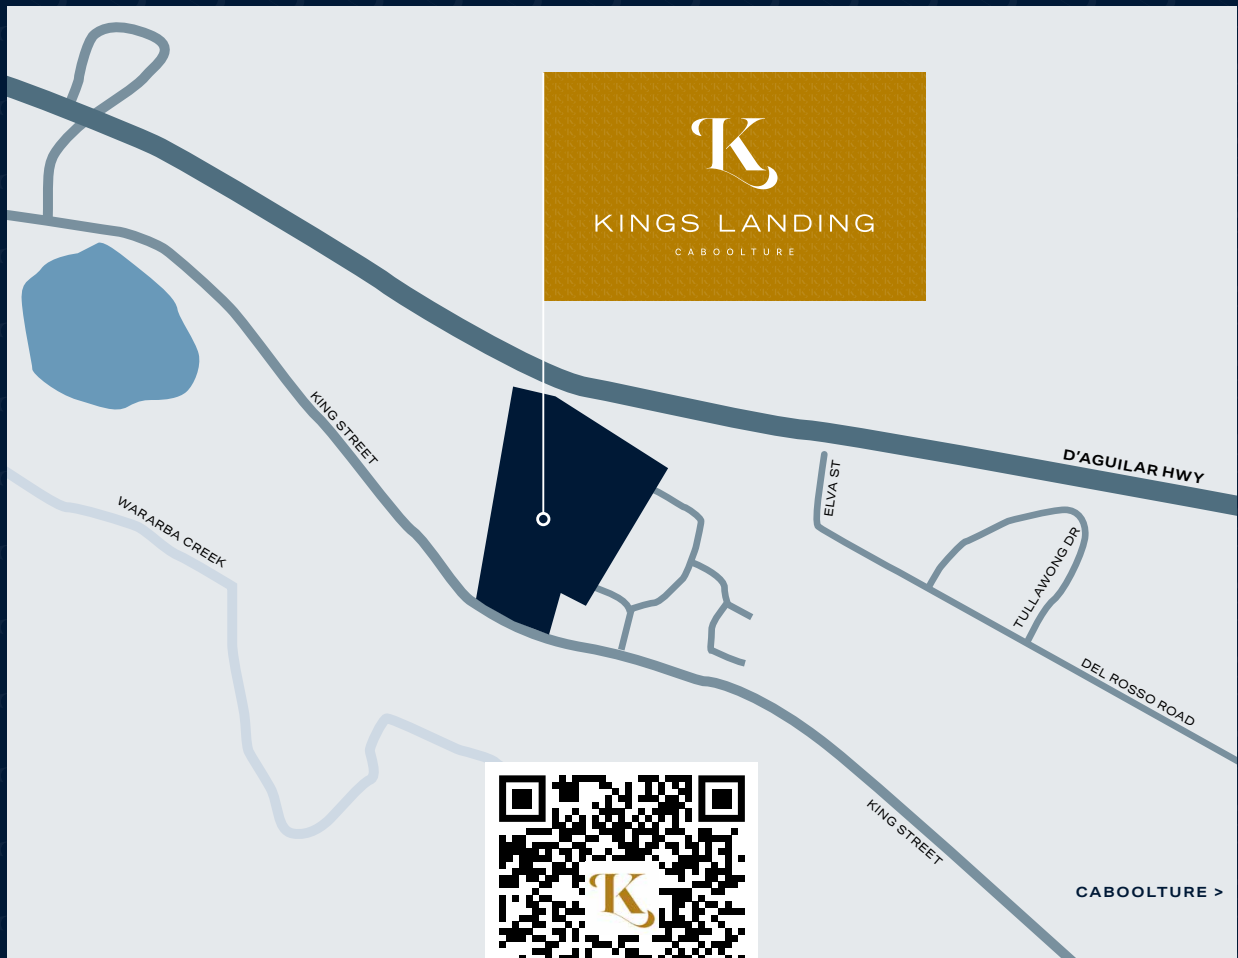 K
KINGS LANDING
CABOOLTURE
KING STREET
D'AGUILAR HWY
ELVA ST
WARARBA CREEK
TULLAWONG DR
DEL ROSSO ROAD
KING STREET
K
CABOOLTURE >